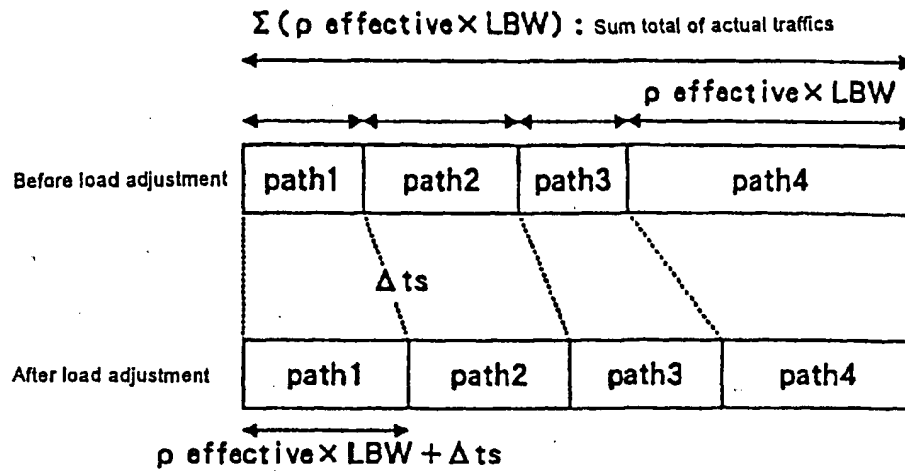 Σ(ρ effective× LBW) : Sum total of actual traffics
ρ effective× LBW
Before load adjustment path1 path2 path3 path4
Δts
After load adjustment path1 path2 path3 path4
ρ effective× LBW + Δts